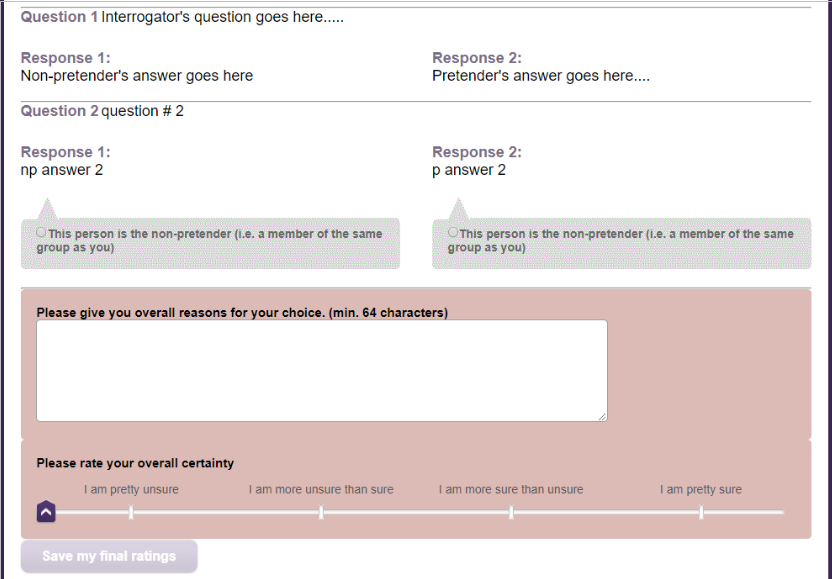 Question 1 Interrogator's question goes here.....
Response 1:
Response 2:
Non-pretender's answer goes here
Pretender's answer goes here....
Question 2 question # 2
Response 1:
Response 2:
np answer 2
p answer 2
This person is the non-pretender (i.e. a member of the same
group as you)
This person is the non-pretender (i.e. a member of the same
group as you)
Please give you overall reasons for your choice. (min. 64 characters)
Please rate your overall certainty
I am pretty unsure
I am more unsure than sure
I am more sure than unsure
I am pretty sure
Save my final ratings